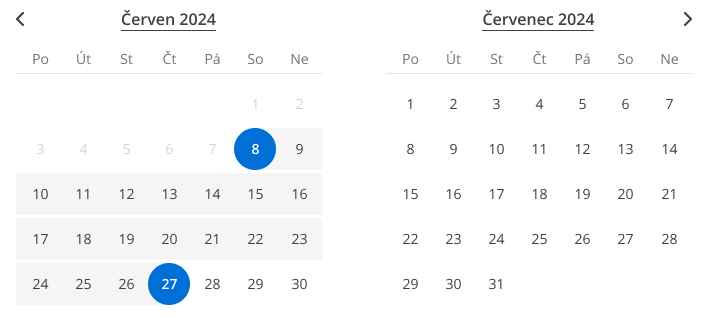 Červen 2024
Po Út St Čt Pá So Ne
1 2
3 4 5 6 7 8 9
10 11 12 13 14 15 16
17 18 19 20 21 22 23
24 25 26 27 28 29 30
Červenec 2024
Po Út St Čt Pá So Ne
1 2 3 4 5 6 7
8 9 10 11 12 13 14
15 16 17 18 19 20 21
22 23 24 25 26 27 28
29 30 31